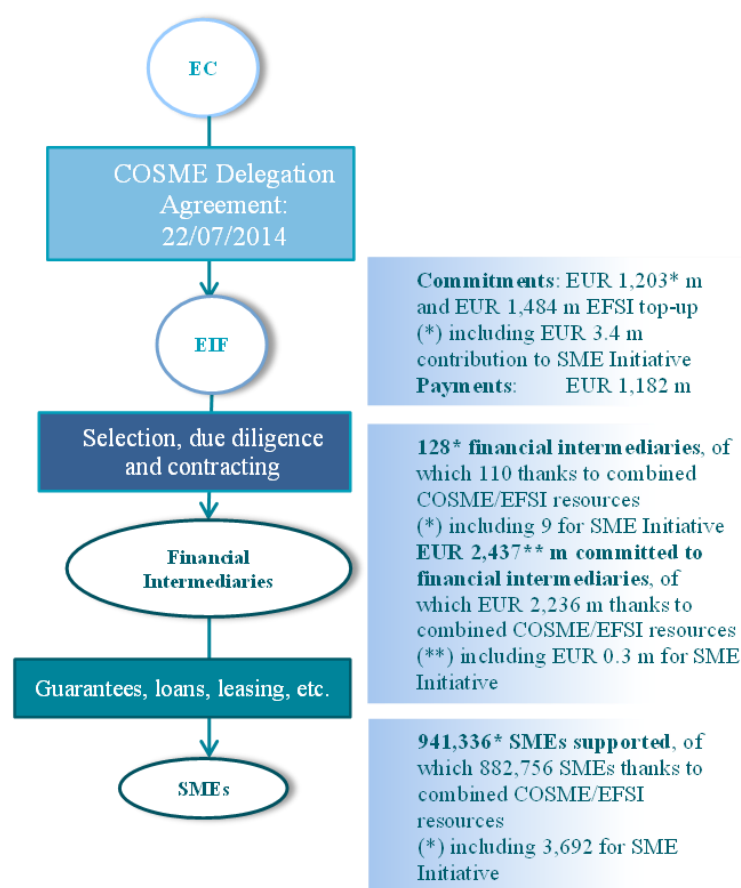 EC
COSME Delegation
Agreement:
22/07/2014
Commitments: EUR 1,203* m
and EUR 1,484 m EFSI top-up
(*) including EUR 3.4 m
contribution to SME Initiative
Payments: EUR 1,182 m
EIF
Selection, due diligence
and contracting
128* financial intermediaries, of
which 110 thanks to combined
COSME/EFSI resources
(*) including 9 for SME Initiative
EUR 2,437** m committed to
financial intermediaries, of
which EUR 2,236 m thanks to
combined COSME/EFSI resources
(**) including EUR 0.3 m for SME
Initiative
Financial
Intermediaries
Guarantees, loans, leasing, etc.
941,336* SMEs supported, of
which 882,756 SMEs thanks to
combined COSME/EFSI
resources
(*) including 3,692 for SME
Initiative
SMEs